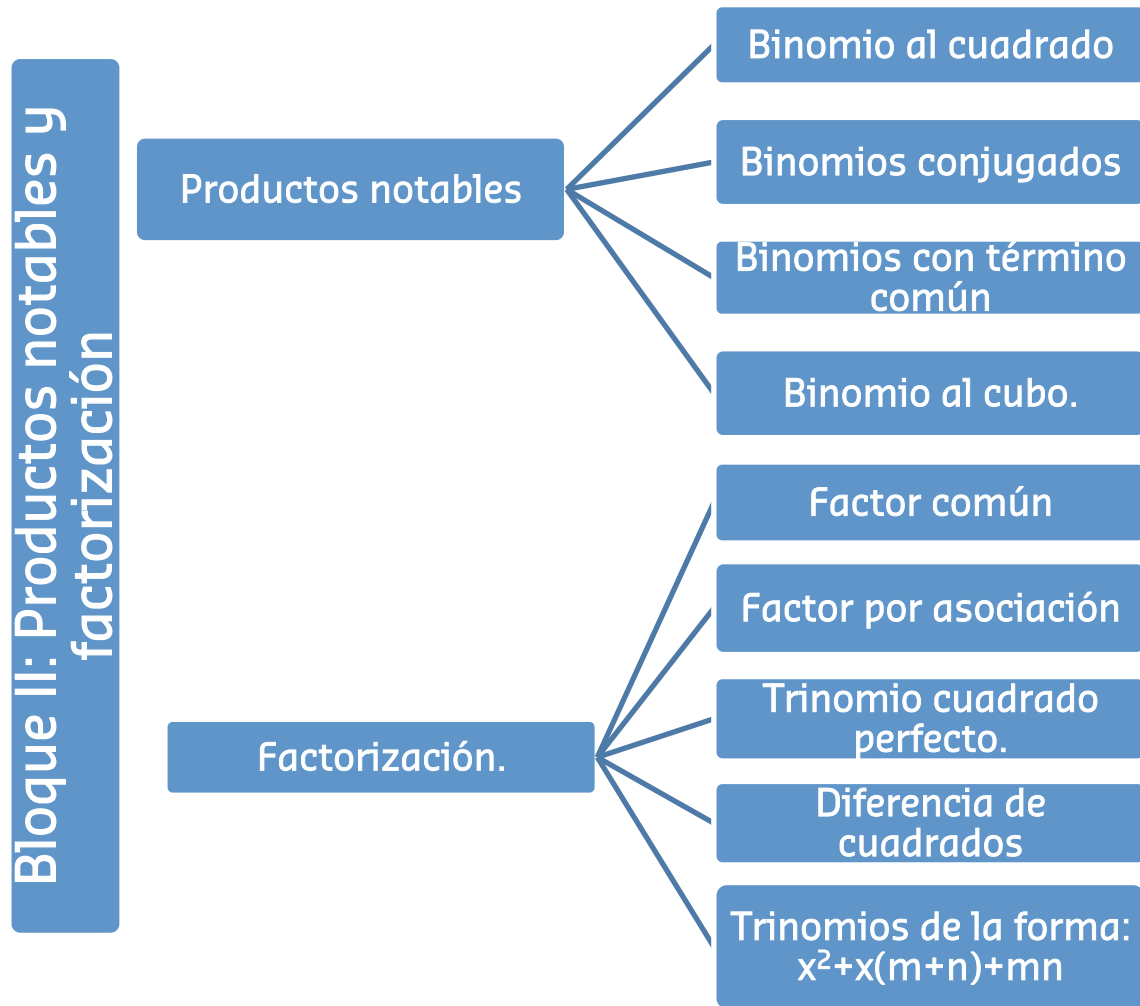 Bloque II: Productos notables y
factorización
Productos notables
Binomio al cuadrado
Binomios conjugados
Binomios con término
común
Binomio al cubo.
Factorización.
Factor común
Factor por asociación
Trinomio cuadrado
perfecto.
Diferencia de
cuadrados
Trinomios de la forma:
x²+x(m+n)+mn